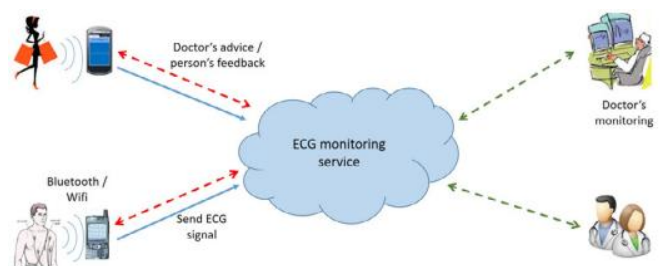 Doctor's advice /
person's feedback
ECG monitoring
service
Doctor's
monitoring
Bluetooth /
Wifi
Send ECG
signal